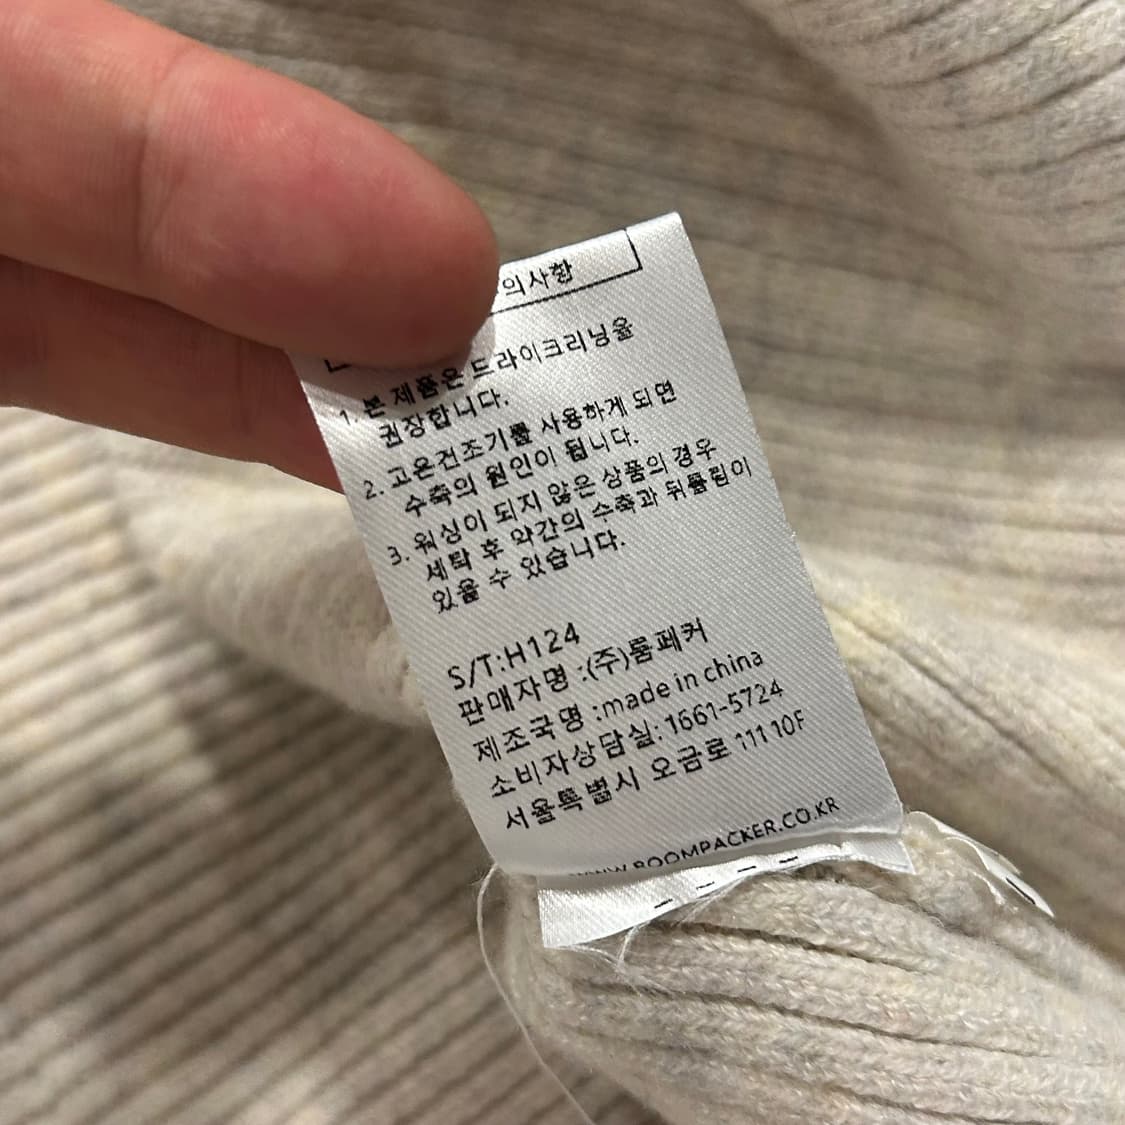 의사항
1. 본 제품은 드라이크리닝을
권장합니다.
2. 고온건조기를 사용하게 되면
수축의 원인이 됩니다.
3. 워싱이 되지 않은 상품의 경우
세탁 후 약간의 수축과 뒤틀림이
있을 수 있습니다.
S/T:H124
판매자명 :(주)룸페커
제조국명 :made in china
소비자상담실: 1661-5724
서울특별시 오금로 111 10F
WWW.ROOMPACKER.CO.KR